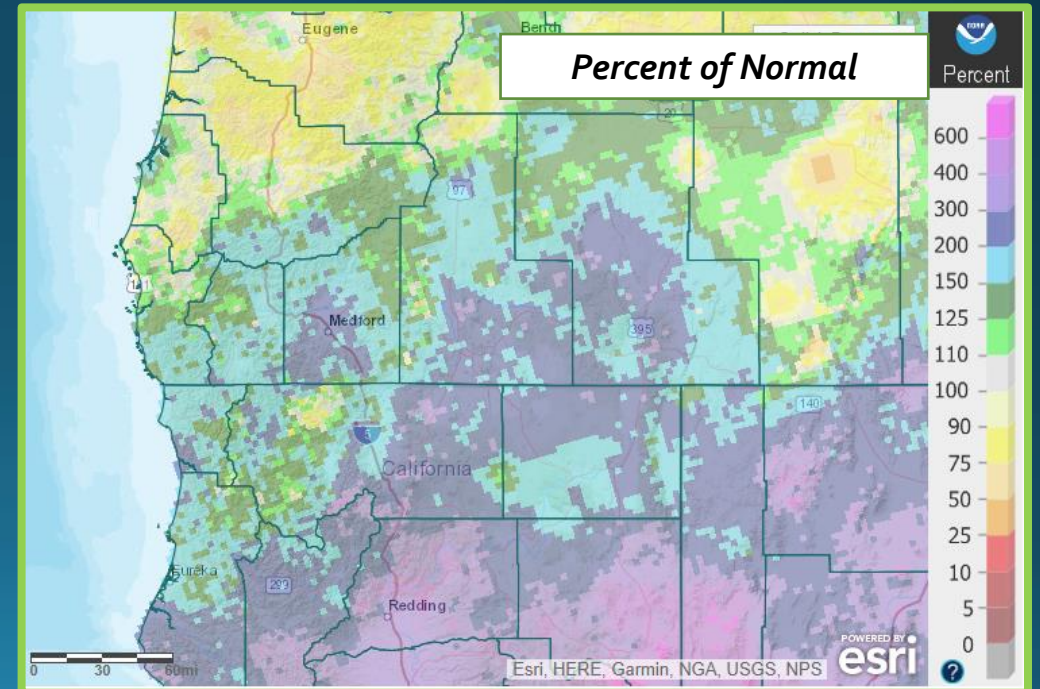 Eugene
Bend
Percent of Normal
NOAA
Percent
20
600
400
97
300
200
150
101
125
Medford
395
110
100
140
90
5
75
California
50
25
10
Eureka
299
5
Redding
0
POWERED BY
esri
0 30 60mi
Esri, HERE, Garmin, NGA, USGS, NPS
?